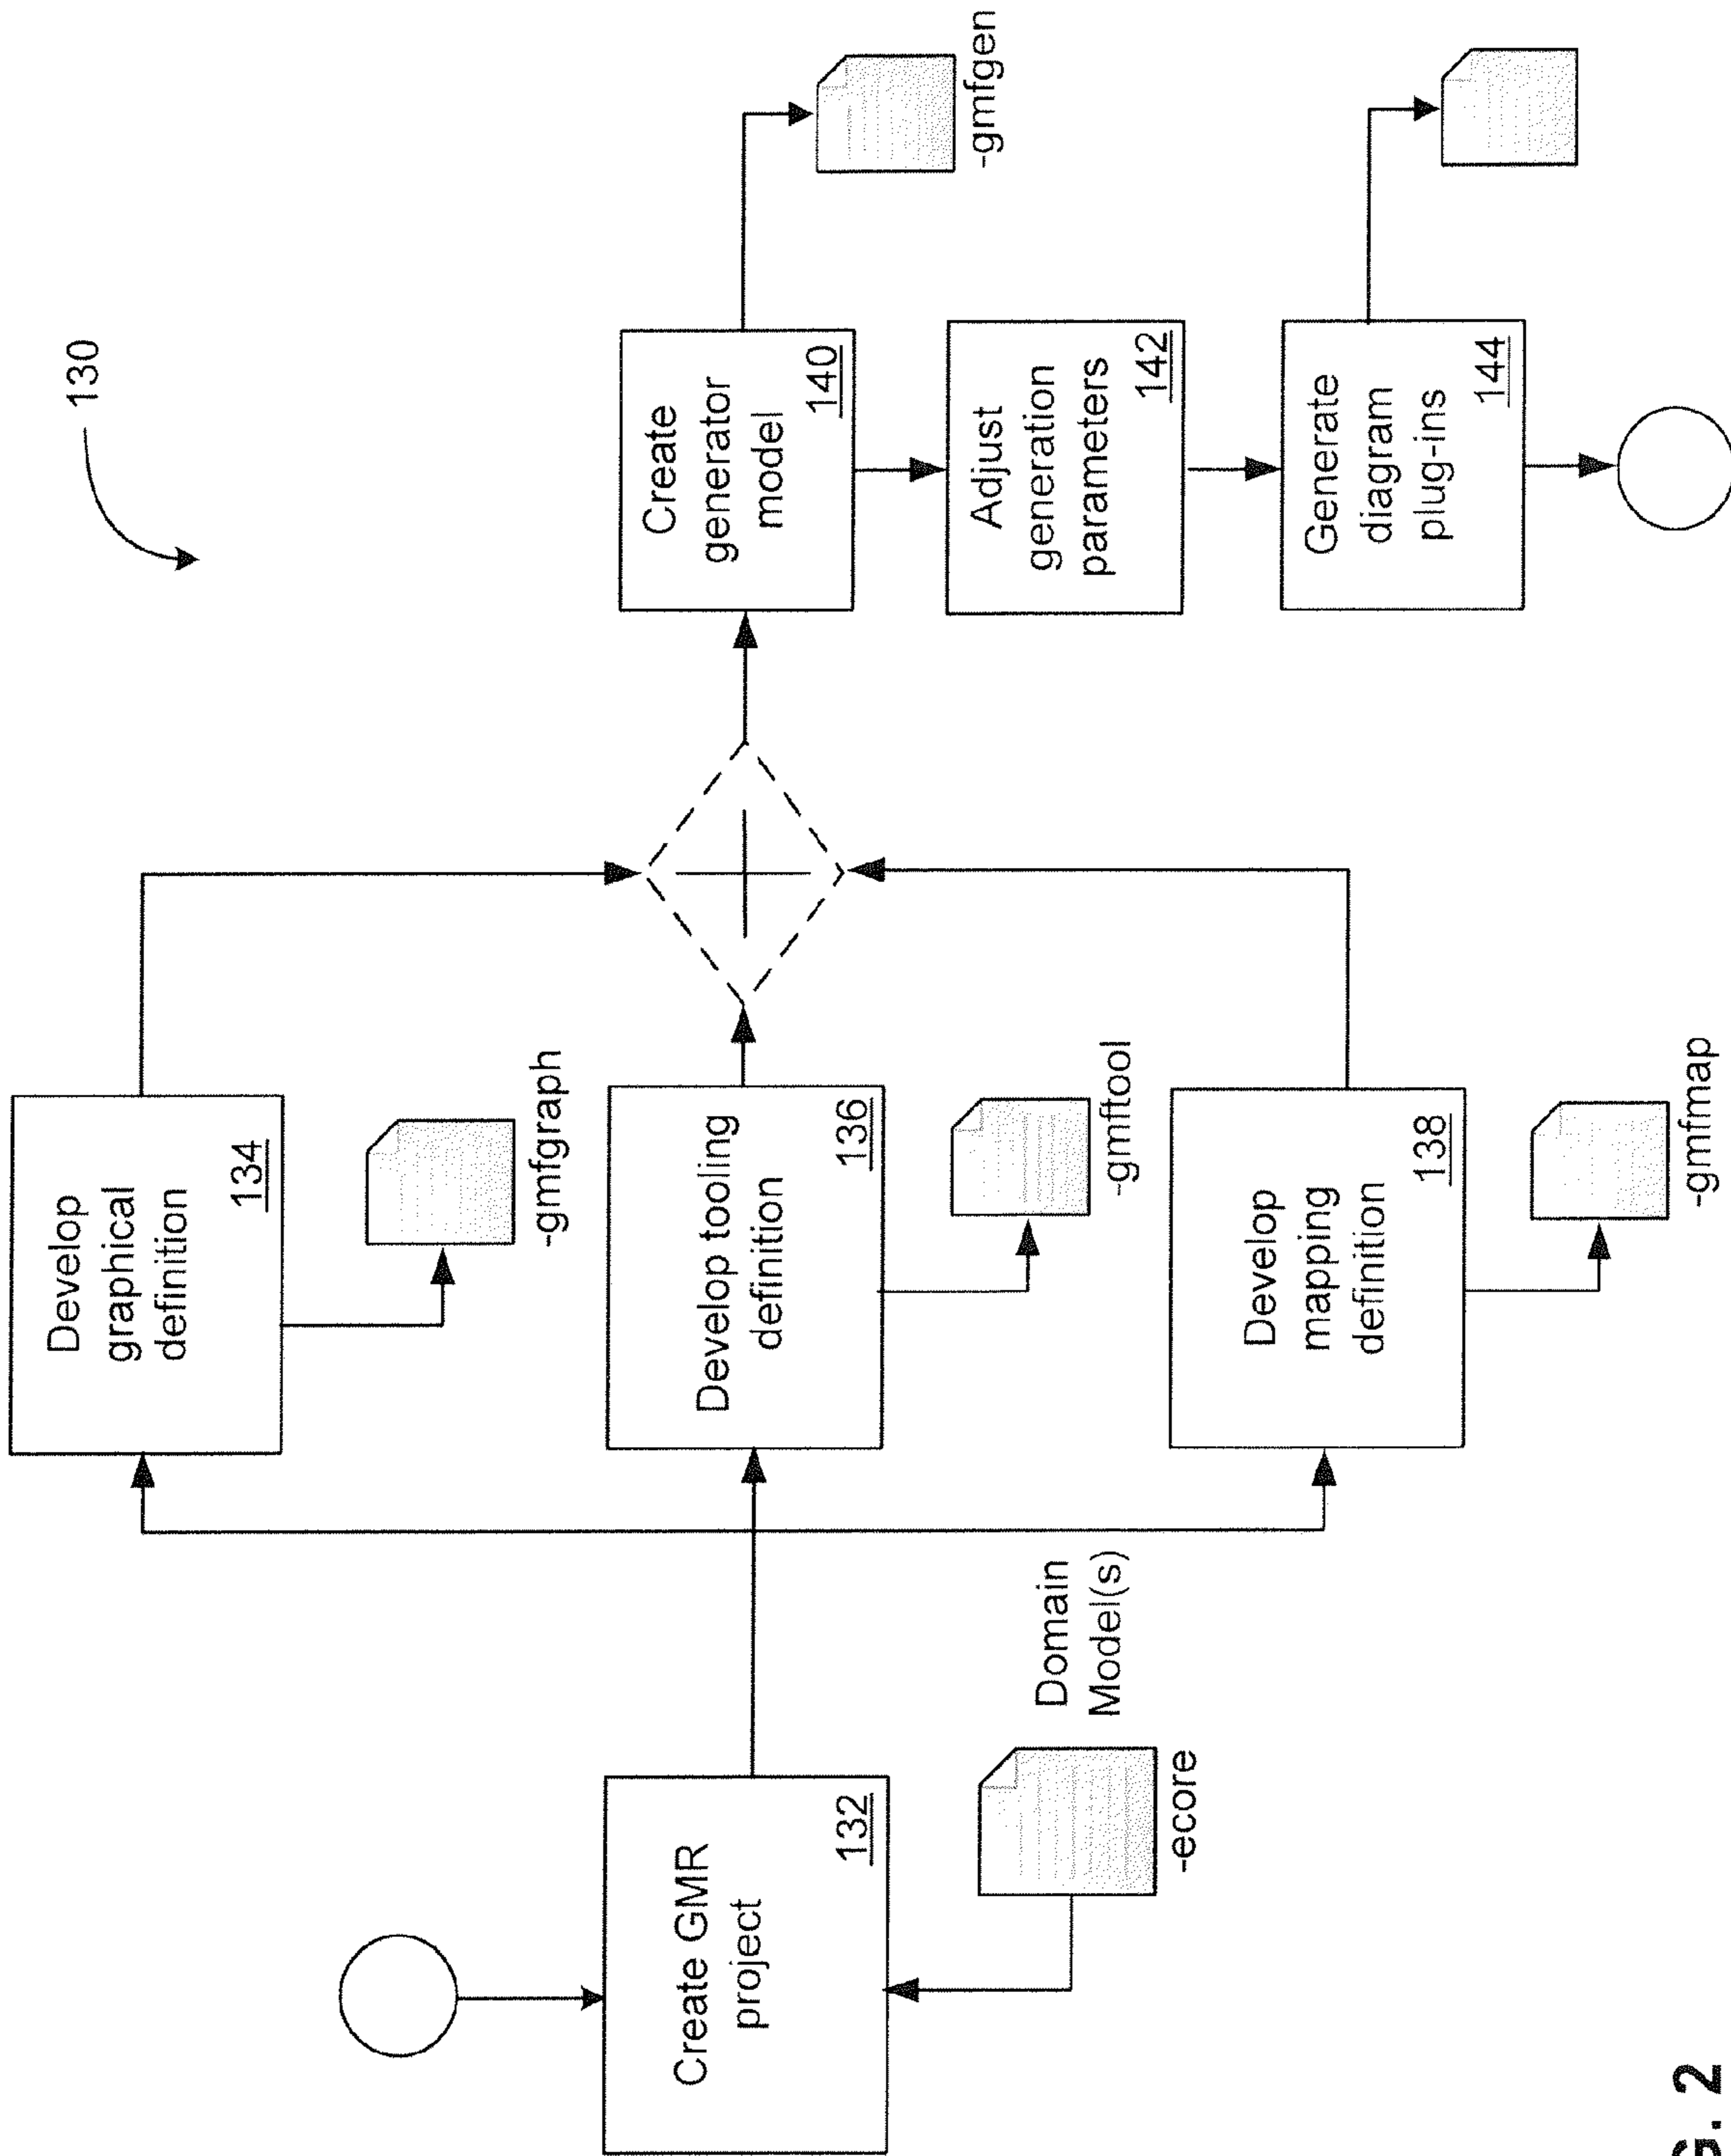 130
Create GMR
project
132
Domain
Model(s)
-ecore
Develop
graphical
definition
134
-gmfgraph
Develop tooling
definition
136
-gmftool
Develop
mapping
definition
138
-gmfmap
Create
generator
model
140
-gmfgen
Adjust
generation
parameters
142
Generate
diagram
plug-ins
144
G. 2